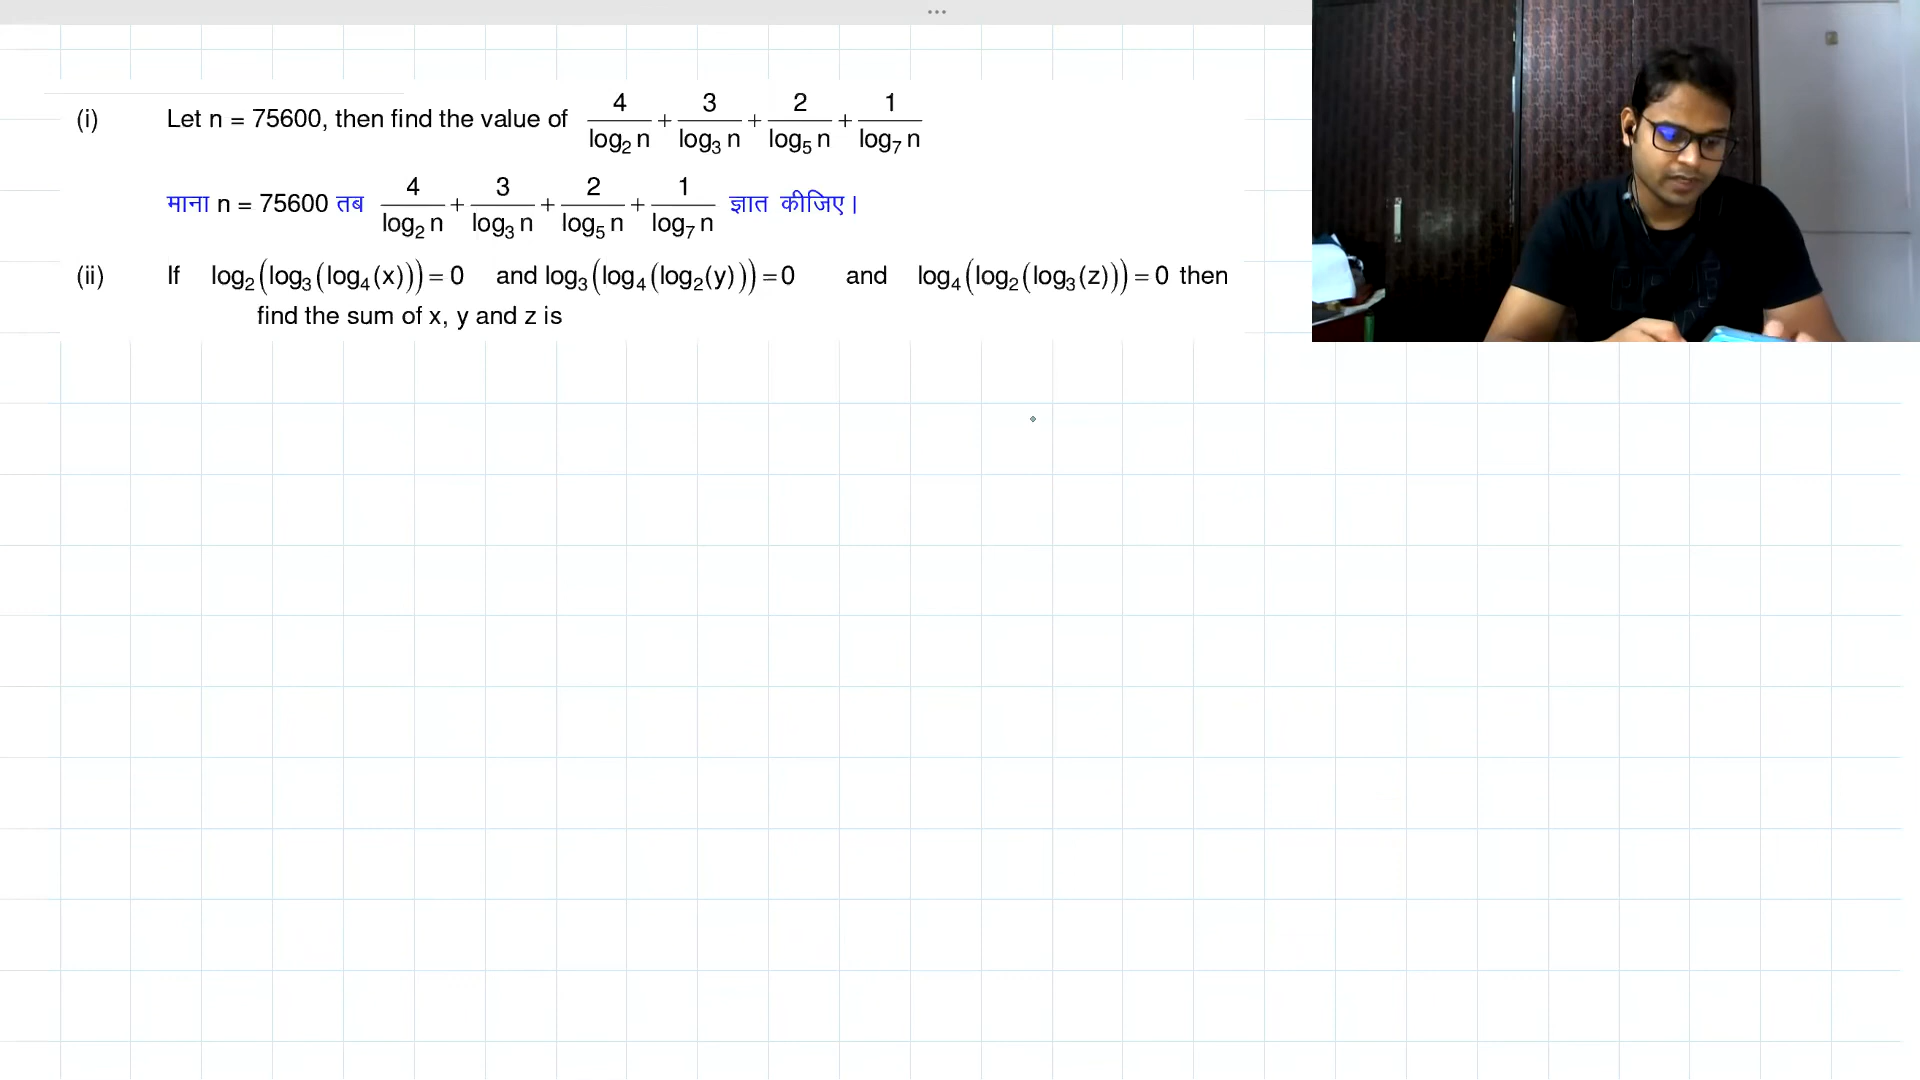 (i) Let n = 75600, then find the value of 4/log₂ n + 3/log₃ n + 2/log₅ n + 1/log₇ n
माना n = 75600 तब 4/log₂ n + 3/log₃ n + 2/log₅ n + 1/log₇ n ज्ञात कीजिए।
(ii) If log₂(log₃(log₄(x))) = 0 and log₃(log₄(log₂(y))) = 0 and log₄(log₂(log₃(z))) = 0 then
find the sum of x, y and z is